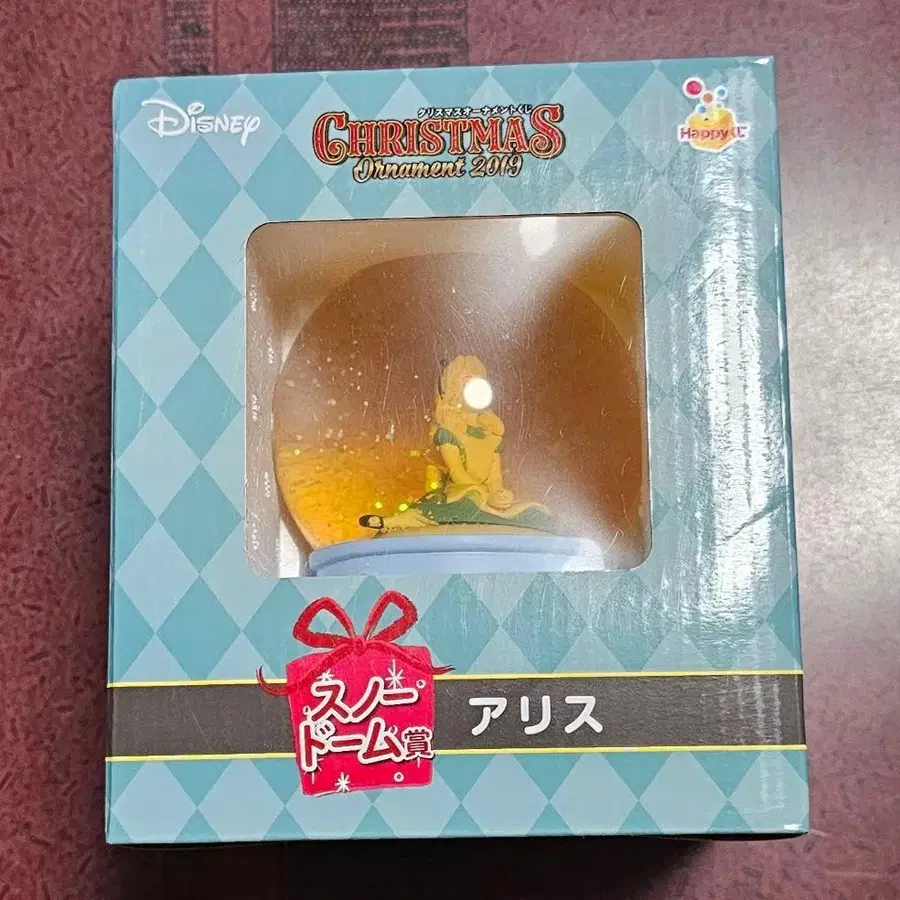 Disney
クリスマスオーナメントくじ
CHRISTMAS
Ornament 2019
Happyくじ
スノー
ドーム賞
アリス